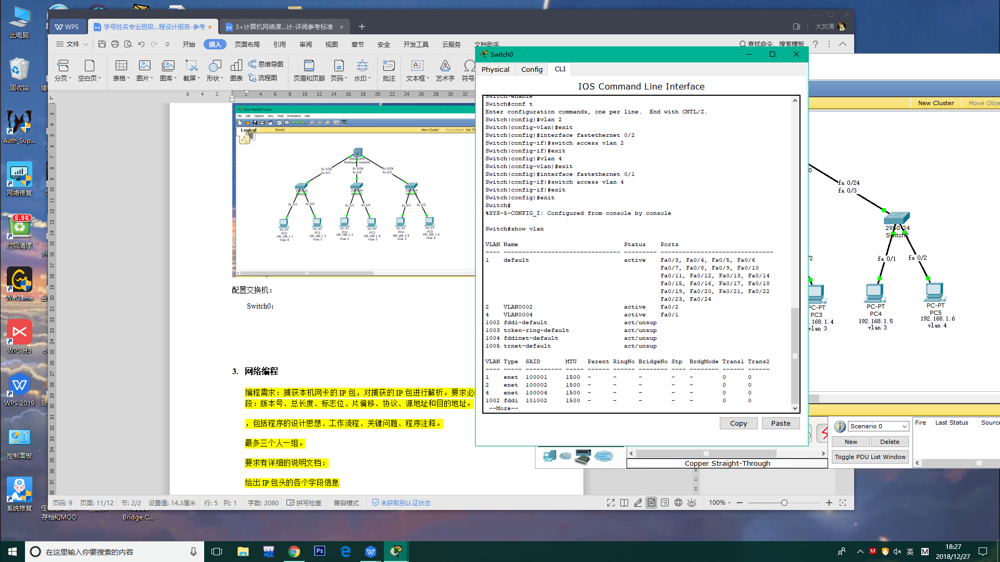 此电脑
回收站
Auth_Sup...
网络修复
6.9G
垃圾清理
WeGame
WPS H5
WPS 2019
控制面板
系统修复
存档和MOD
Bridge C...
WPS
学号姓名专业班级...程设计报告-参考
3+计算机网络课...计-评阅参考标准
大灰涛
文件
开始
插入
页面布局
引用
审阅
视图
章节
安全
开发工具
云服务
文档助手
查找命令、搜索模板
分页
空白页
表格
图片
图库
截屏
形状
图表
思维导图
流程图
页眉和页脚
页码
水印
批注
文本框
艺术字
符号
6 4 2 2 4 6 8 10 12 14 16 18 20 22 24 26 28 30 32
Cisco Packet Tracer
File Edit Options View Tools Extensions Help
Logical
[Root]
New Cluster
Move Object
Set Til
Multilayer Switch0
fa 0/24
fa 0/1
fa 0/24
fa 0/2
fa 0/24
fa 0/3
fa 0/1
fa 0/2
fa 0/1
fa 0/2
fa 0/1
fa 0/2
PC-PT
PC0
192.168.1.1
vlan 4
PC-PT
PC1
192.168.1.2
vlan 2
PC-PT
PC2
192.168.1.3
vlan 2
PC-PT
PC3
192.168.1.4
vlan 3
PC-PT
PC4
192.168.1.5
vlan 3
PC-PT
PC5
192.168.1.6
vlan 4
配置交换机：
Switch0：
3. 网络编程
编程需求：捕获本机网卡的 IP 包，对捕获的 IP 包进行解析。要求必
段：版本号、总长度、标志位、片偏移、协议、源地址和目的地址。
，包括程序的设计思想、工作流程、关键问题、程序注释。
最多三个人一组。
要求有详细的说明文档：
给出 IP 包头的各个字段信息
页码: 9
页面: 11/12
节: 2/2
设置值: 14.3厘米
行: 5
列: 1
字数: 2080
拼写检查
兼容模式
未获取到认证状态
100%
Switch0
Physical
Config
CLI
IOS Command Line Interface
Switch>enable
Switch#conf t
Enter configuration commands, one per line.  End with CNTL/Z.
Switch(config)#vlan 2
Switch(config-vlan)#exit
Switch(config)#interface fastethernet 0/2
Switch(config-if)#switch access vlan 2
Switch(config-if)#exit
Switch(config)#vlan 4
Switch(config-vlan)#exit
Switch(config)#interface fastethernet 0/1
Switch(config-if)#switch access vlan 4
Switch(config-if)#exit
Switch(config)#exit
Switch#
%SYS-5-CONFIG_I: Configured from console by console
Switch#show vlan
VLAN Name Status Ports
---- -------------------------------- --------- -------------------------------
1 default active Fa0/3, Fa0/4, Fa0/5, Fa0/6
Fa0/7, Fa0/8, Fa0/9, Fa0/10
Fa0/11, Fa0/12, Fa0/13, Fa0/14
Fa0/15, Fa0/16, Fa0/17, Fa0/18
Fa0/19, Fa0/20, Fa0/21, Fa0/22
Fa0/23, Fa0/24
2 VLAN0002 active Fa0/2
4 VLAN0004 active Fa0/1
1002 fddi-default act/unsup
1003 token-ring-default act/unsup
1004 fddinet-default act/unsup
1005 trnet-default act/unsup
VLAN Type SAID MTU Parent RingNo BridgeNo Stp BrdgMode Trans1 Trans2
---- ----- ---------- ----- ------ ------ -------- ---- -------- ------ ------
1 enet 100001 1500 - - - - - 0 0
2 enet 100002 1500 - - - - - 0 0
4 enet 100004 1500 - - - - - 0 0
1002 fddi 101002 1500 - - - - - 0 0
--More--
Copy
Paste
New Cluster
Move Obje
fa 0/24
fa 0/3
2950-24
Switch2
fa 0/1
fa 0/2
PC3
.168.1.4
vlan 3
PC-PT
PC4
192.168.1.5
vlan 3
PC-PT
PC5
192.168.1.6
vlan 4
Scenario 0
New
Delete
Toggle PDU List Window
Fire
Last Status
Source
Copper Straight-Through
在这里输入你要搜索的内容
DEV
Ps
英
M
18:27
2018/12/27